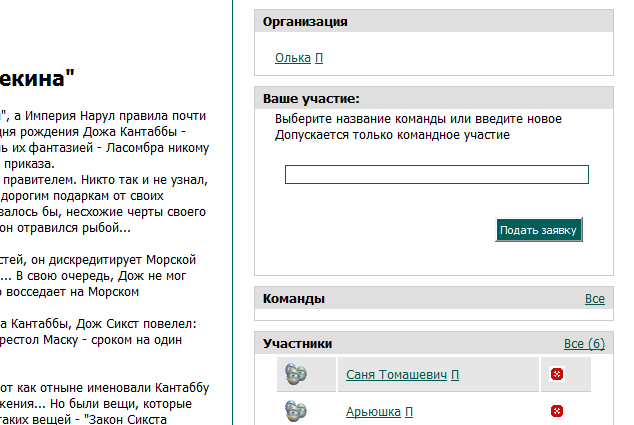 екина"
", а Империя Нарул правила почти
дня рождения Дожа Кантаббы -
ь их фантазией - Ласомбра никому
приказа.
правителем. Никто так и не узнал,
дорогим подаркам от своих
залось бы, несхожие черты своего
он отравился рыбой...
стей, он дискредитирует Морской
... В свою очередь, Дож не мог
о восседает на Морском
а Кантаббы, Дож Сикст повелел:
рестол Маску - сроком на один
от как отныне именовали Кантаббу
жения... Но были вещи, которые
таких вещей - "Закон Сикста
Организация
Олька П
Ваше участие:
Выберите название команды или введите новое
Допускается только командное участие
Подать заявку
Команды Все
Участники Все (6)
Саня Томашевич П
Арьюшка П